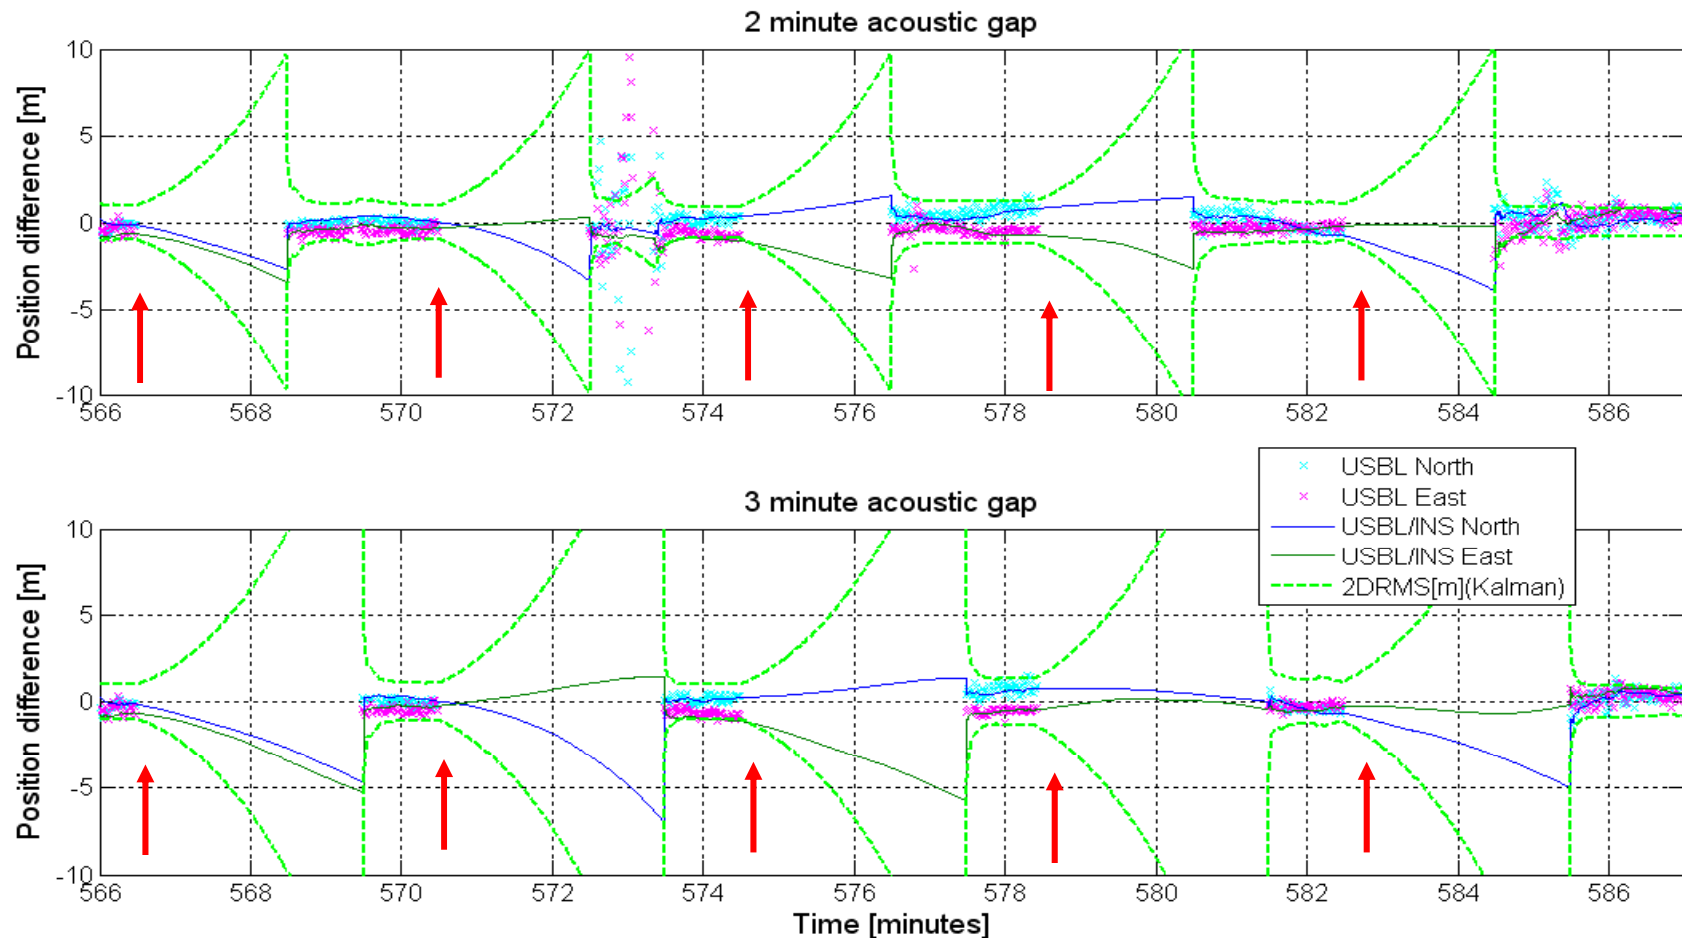 2 minute acoustic gap
Position difference [m]
10
5
0
-5
-10
566 568 570 572 574 576 578 580 582 584 586
3 minute acoustic gap
USBL North
USBL East
USBL/INS North
USBL/INS East
2DRMS[m](Kalman)
Position difference [m]
10
5
0
-5
-10
566 568 570 572 574 576 578 580 582 584 586
Time [minutes]